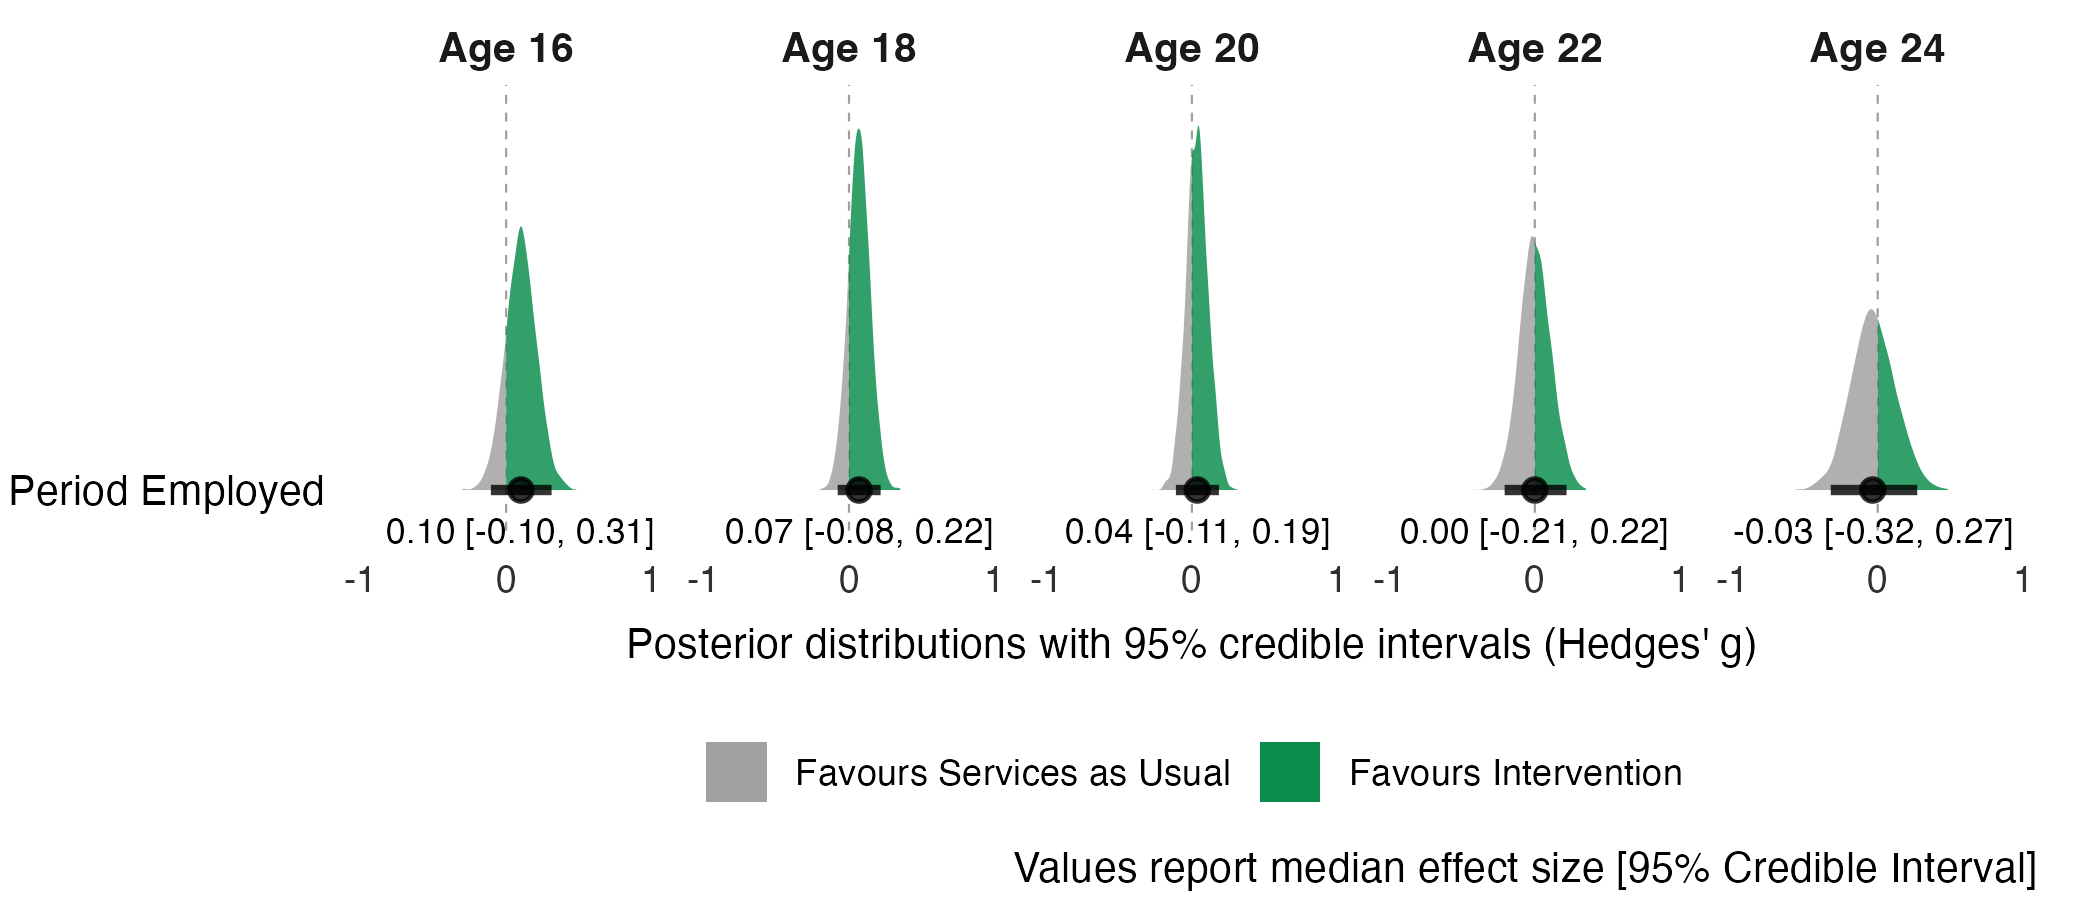 Age 16 Age 18 Age 20 Age 22 Age 24
Period Employed
0.10 [-0.10, 0.31] 0.07 [-0.08, 0.22] 0.04 [-0.11, 0.19] 0.00 [-0.21, 0.22] -0.03 [-0.32, 0.27]
-1 0 1 -1 0 1 -1 0 1 -1 0 1 -1 0 1
Posterior distributions with 95% credible intervals (Hedges' g)
Favours Services as Usual Favours Intervention
Values report median effect size [95% Credible Interval]